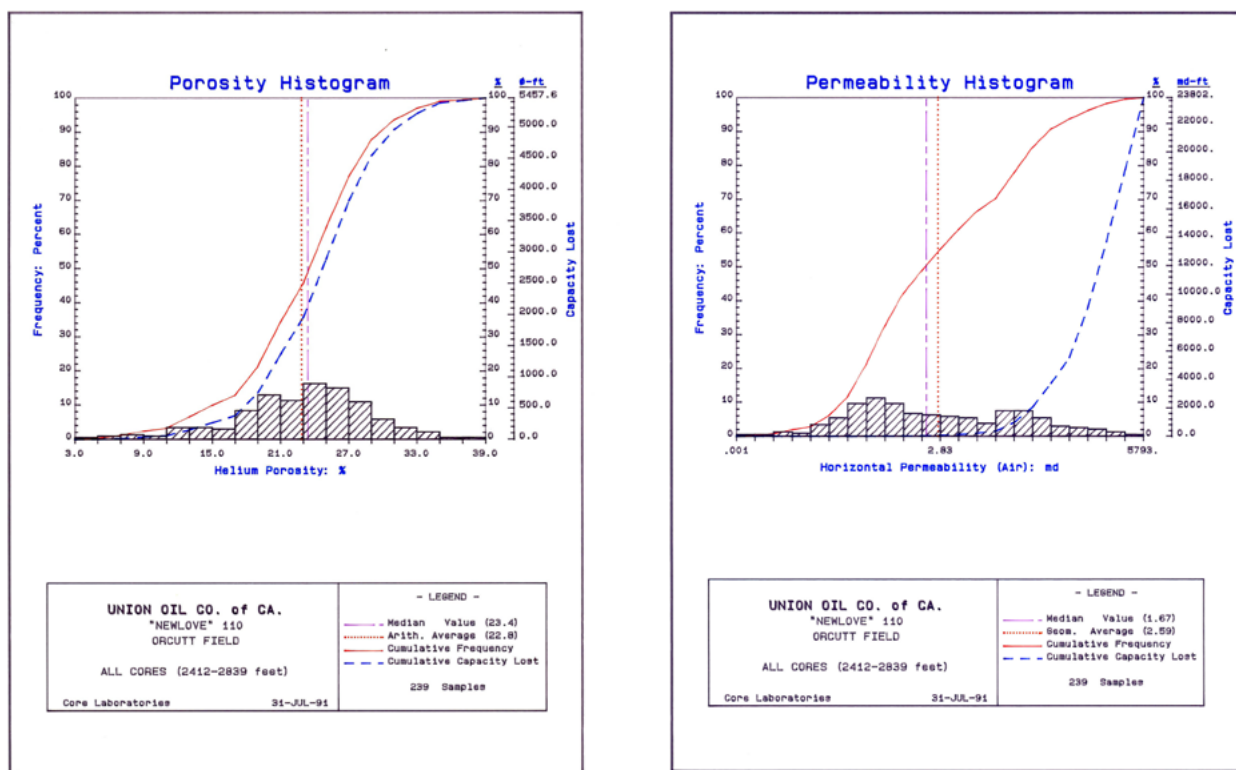 Porosity Histogram
% ø-ft
Frequency: Percent
100
90
80
70
60
50
40
30
20
10
0
100
90
80
70
60
50
40
30
20
10
0
5457.6
5000.0
4500.0
4000.0
3500.0
3000.0
2500.0
2000.0
1500.0
1000.0
500.0
0.0
Capacity Lost
3.0 9.0 15.0 21.0 27.0 33.0 39.0
Helium Porosity: %
UNION OIL CO. of CA.
"NEWLOVE" 110
ORCUTT FIELD
ALL CORES (2412-2839 feet)
Core Laboratories 31-JUL-91
- LEGEND -
Median Value (23.4)
Arith. Average (22.8)
Cumulative Frequency
Cumulative Capacity Lost
239 Samples
Permeability Histogram
% md-ft
Frequency: Percent
100
90
80
70
60
50
40
30
20
10
0
100
90
80
70
60
50
40
30
20
10
0
23802.
22000.
20000.
18000.
16000.
14000.
12000.
10000.0
8000.0
6000.0
4000.0
2000.0
0.0
Capacity Lost
.001 2.83 5793.
Horizontal Permeability (Air): md
UNION OIL CO. of CA.
"NEWLOVE" 110
ORCUTT FIELD
ALL CORES (2412-2839 feet)
Core Laboratories 31-JUL-91
- LEGEND -
Median Value (1.67)
Geom. Average (2.59)
Cumulative Frequency
Cumulative Capacity Lost
239 Samples